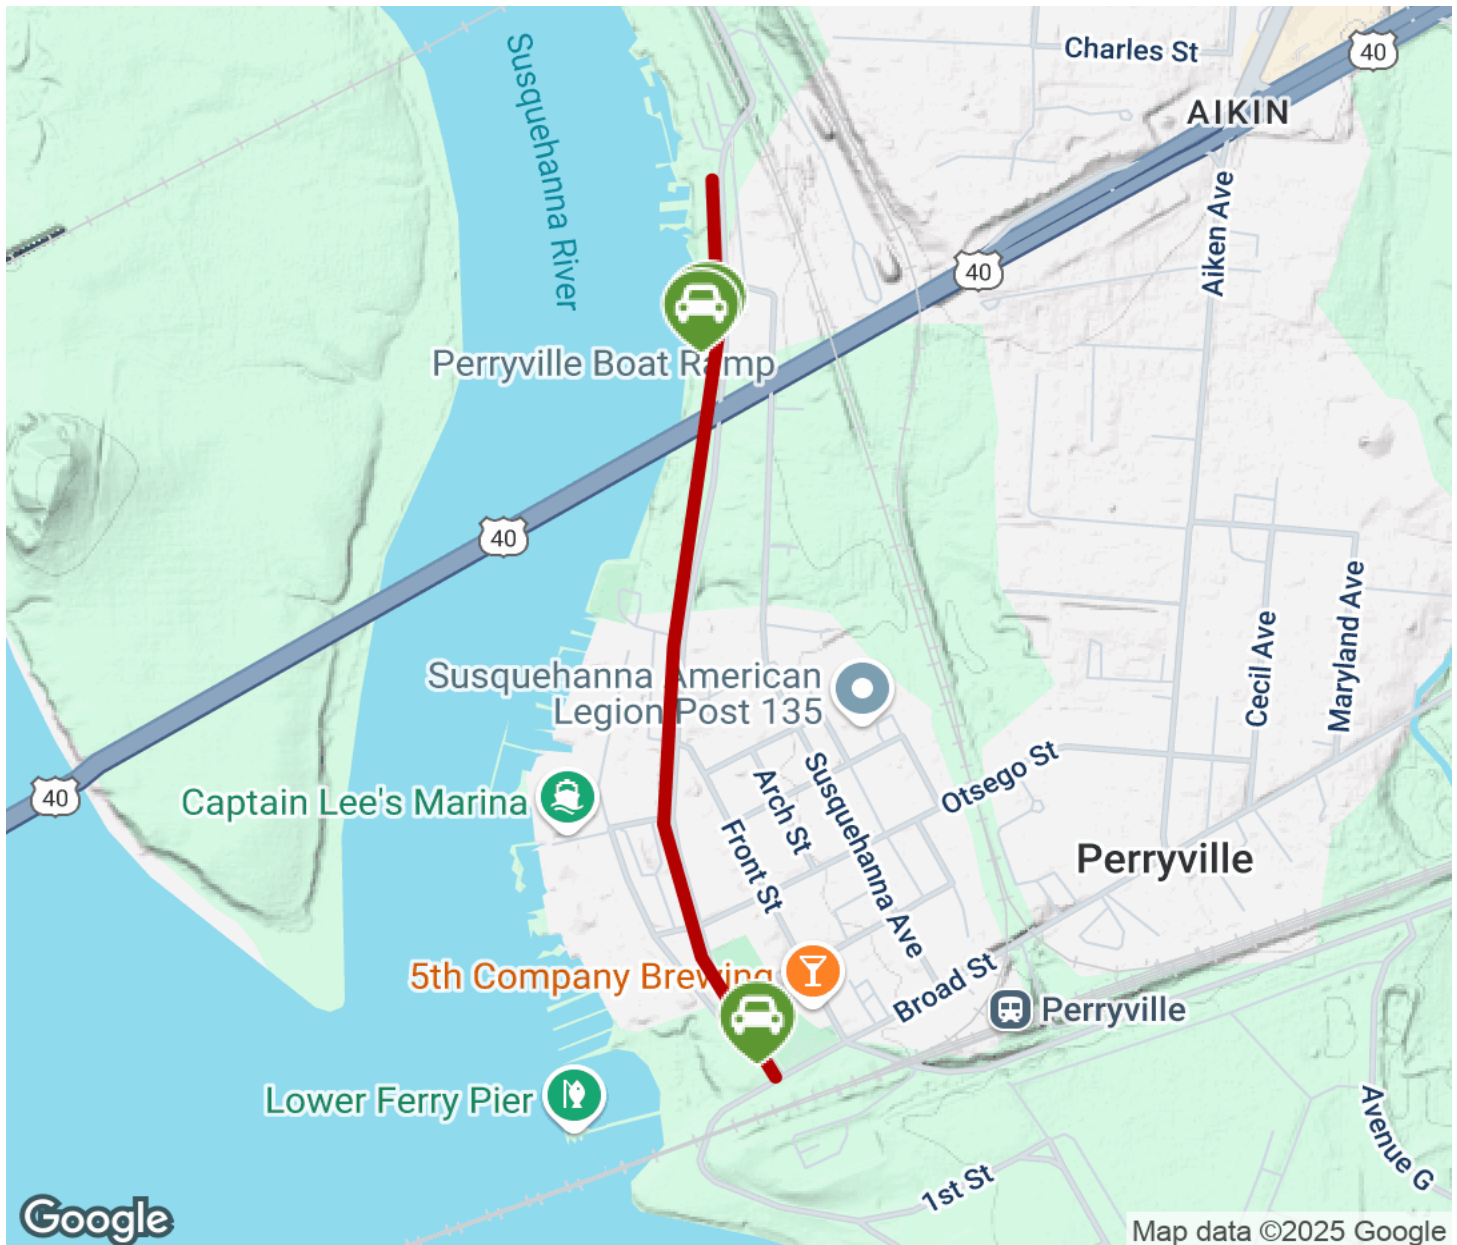 Susquehanna River
Charles St
40
AIKIN
Aiken Ave
40
Perryville Boat Ramp
40
Susquehanna American
Legion Post 135
Cecil Ave
Maryland Ave
40
Captain Lee's Marina
Arch St
Susquehanna Ave
Otsego St
Front St
Perryville
5th Company Brewing
Broad St
Perryville
Lower Ferry Pier
Avenue G
1st St
Google
Map data ©2025 Google